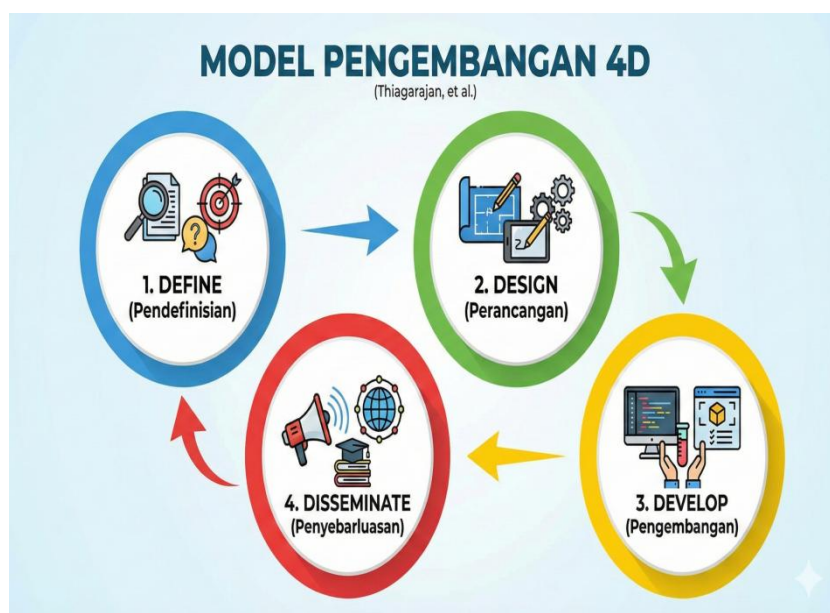 MODEL PENGEMBANGAN 4D
(Thiagarajan, et al.)
1. DEFINE
(Pendefinisian)
2. DESIGN
(Perancangan)
3. DEVELOP
(Pengembangan)
4. DISSEMINATE
(Penyebarluasan)